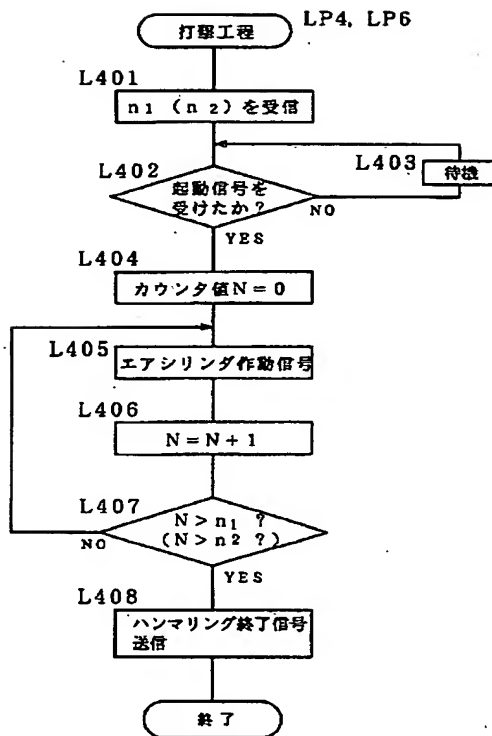 打撃工程
LP4, LP6
L401
n1 (n2) を受信
L402
L403
待機
起動信号を
受けたか?
NO
YES
L404
カウンタ値N=0
L405
エアシリンダ作動信号
L406
N=N+1
L407
N>n1 ?
(N>n2 ?)
NO
YES
L408
ハンマリング終了信号
送信
終了